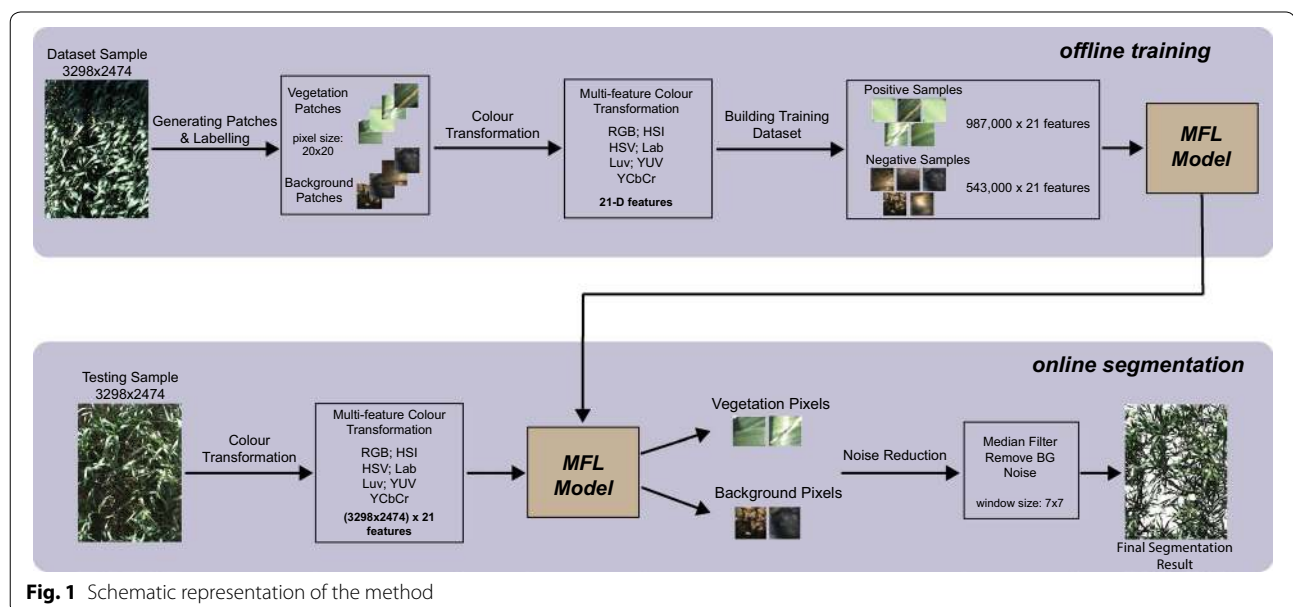 offline training
Dataset Sample
3298x2474
Generating Patches
& Labelling
Vegetation
Patches
pixel size:
20x20
Background
Patches
Colour
Transformation
Multi-feature Colour
Transformation
RGB; HSI
HSV; Lab
Luv; YUV
YCbCr
21-D features
Building Training
Dataset
Positive Samples
987,000 x 21 features
Negative Samples
543,000 x 21 features
MFL
Model
online segmentation
Testing Sample
3298x2474
Colour
Transformation
Multi-feature Colour
Transformation
RGB; HSI
HSV; Lab
Luv; YUV
YCbCr
(3298x2474) x 21
features
MFL
Model
Vegetation Pixels
Background Pixels
Noise Reduction
Median Filter
Remove BG
Noise
window size: 7x7
Final Segmentation
Result
Fig. 1 Schematic representation of the method